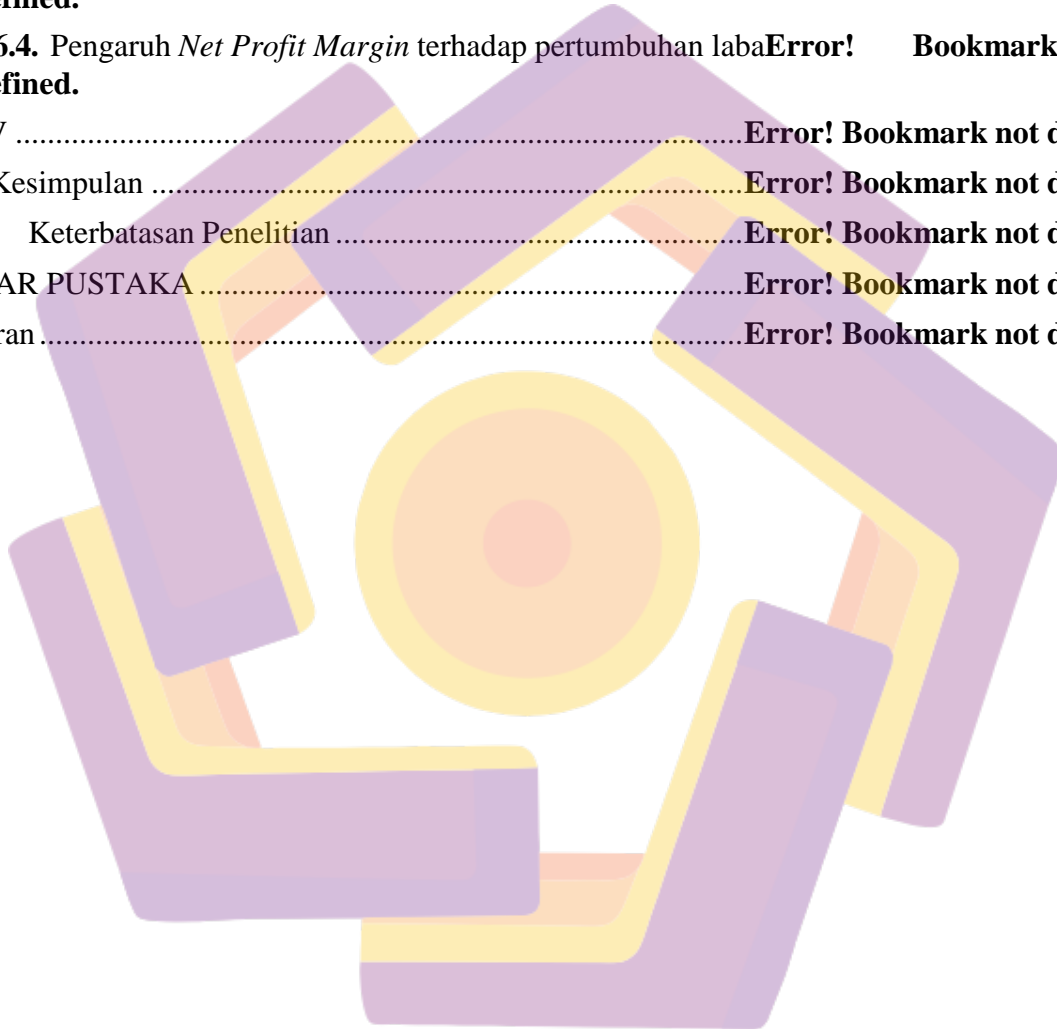 efined.
6.4. Pengaruh Net Profit Margin terhadap pertumbuhan labaError! Bookmark
efined.
V ........................................................................................Error! Bookmark not d
Kesimpulan ........................................................................Error! Bookmark not d
Keterbatasan Penelitian ..................................................Error! Bookmark not d
AR PUSTAKA ..................................................................Error! Bookmark not d
ran .....................................................................................Error! Bookmark not d